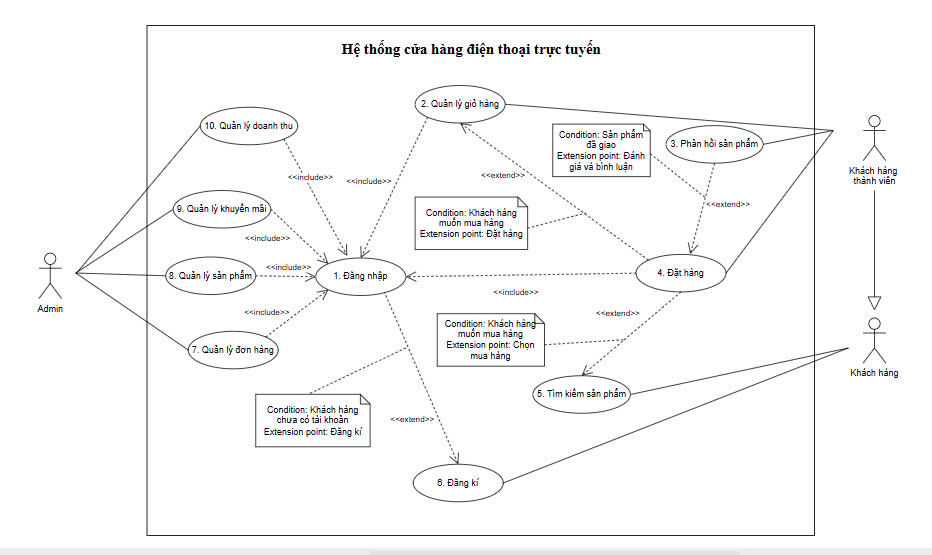 Hệ thống cửa hàng điện thoại trực tuyến
2. Quản lý giỏ hàng
10. Quản lý doanh thu
Condition: Sản phẩm
đã giao
Extension point: Đánh
giá và bình luận
3. Phản hồi sản phẩm
Khách hàng
thành viên
<<include>>
<<include>>
<<extend>>
<<extend>>
9. Quản lý khuyến mãi
Condition: Khách hàng
muốn mua hàng
Extension point: Đặt hàng
<<include>>
8. Quản lý sản phẩm
<<include>>
1. Đăng nhập
4. Đặt hàng
Admin
<<include>>
<<include>>
<<extend>>
Condition: Khách hàng
muốn mua hàng
Extension point: Chọn
mua hàng
7. Quản lý đơn hàng
Khách hàng
5. Tìm kiếm sản phẩm
Condition: Khách hàng
chưa có tài khoản
Extension point: Đăng kí
<<extend>>
6. Đăng kí